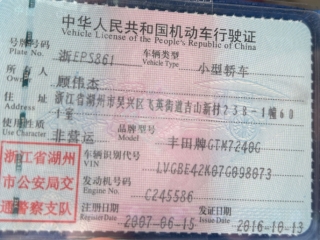 中华人民共和国机动车行驶证
Vehicle License of the People's Republic of China
号牌号码 浙EPS861 车辆类型 小型轿车
Plate No. Vehicle Type
所有人 顾伟杰
Owner
住址 浙江省湖州市吴兴区飞英街道吉山新村238-1幢60
Address 室
使用性质 非营运 品牌型号 丰田牌GTM7240G
浙江省湖州市公安局交通警察支队
车辆识别代号 LVGBE42K07G098073
VIN
发动机号码 C245586
Engine No.
注册日期 2007-06-15 发证日期 2016-10-13
Register Date Issue Date